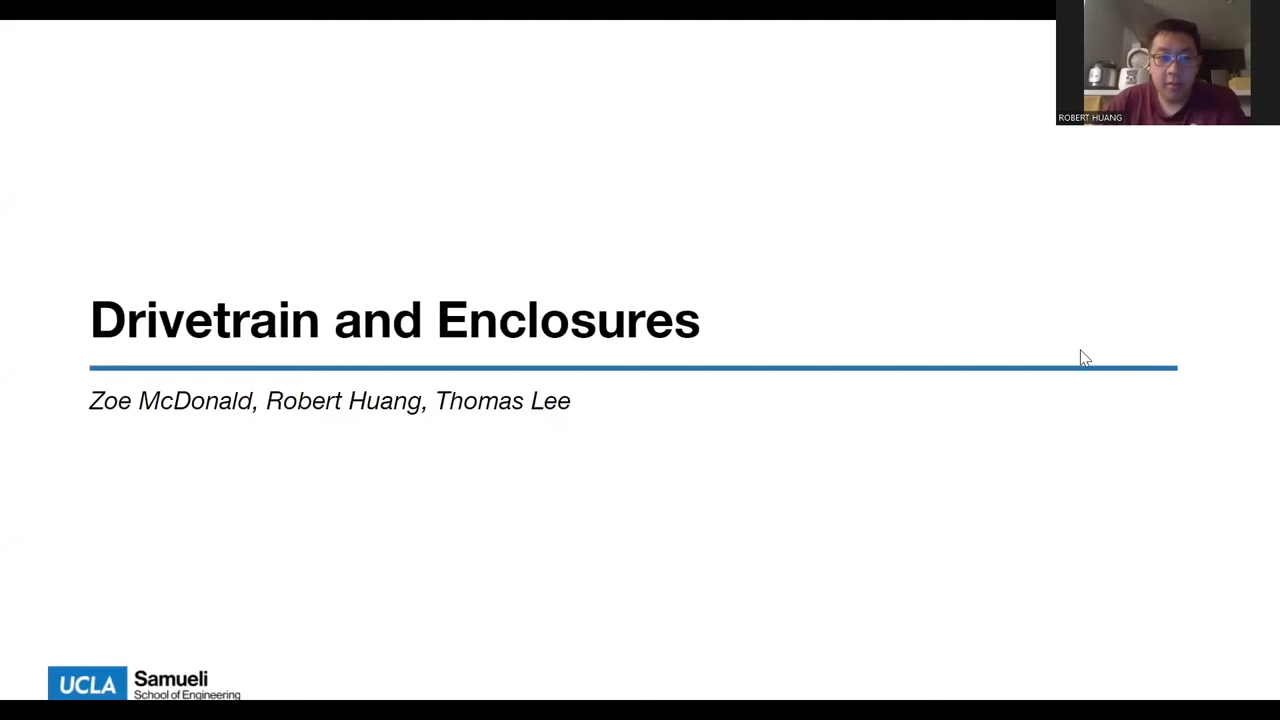 ROBERT HUANG
Drivetrain and Enclosures
Zoe McDonald, Robert Huang, Thomas Lee
UCLA Samueli
School of Engineering